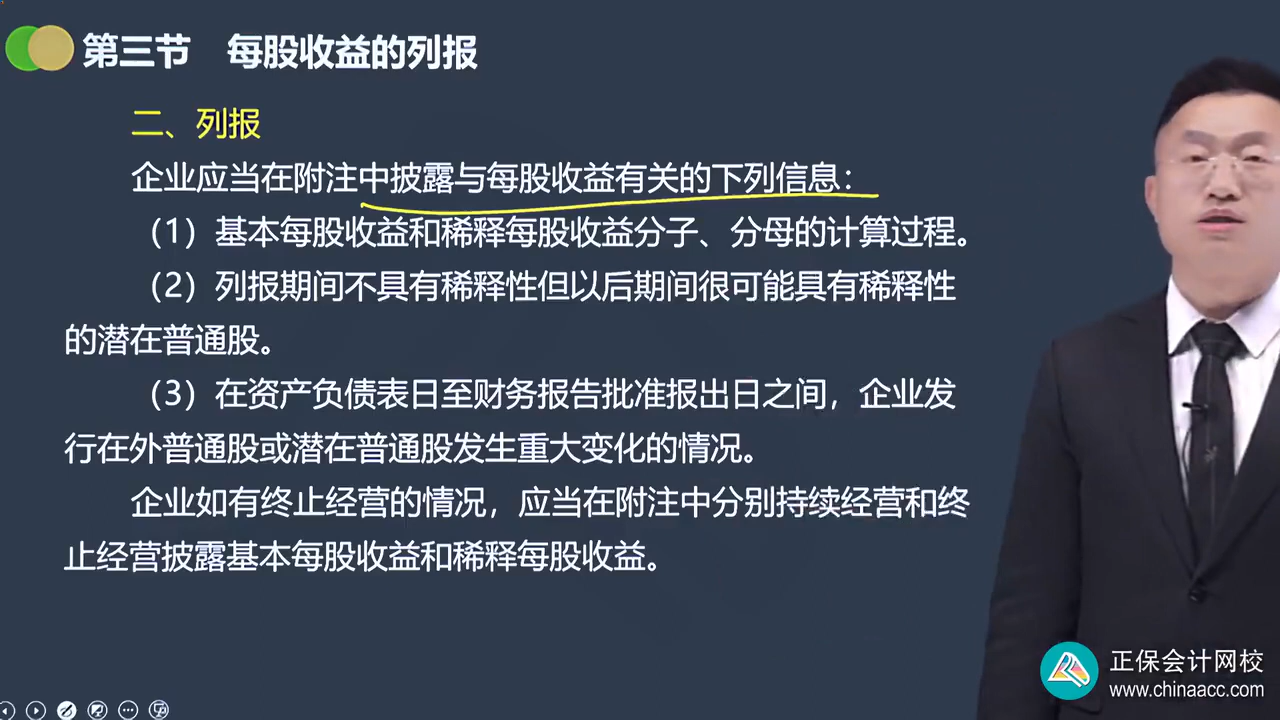 第三节 每股收益的列报
二、列报
企业应当在附注中披露与每股收益有关的下列信息：
（1）基本每股收益和稀释每股收益分子、分母的计算过程。
（2）列报期间不具有稀释性但以后期间很可能具有稀释性
的潜在普通股。
（3）在资产负债表日至财务报告批准报出日之间，企业发
行在外普通股或潜在普通股发生重大变化的情况。
企业如有终止经营的情况，应当在附注中分别持续经营和终
止经营披露基本每股收益和稀释每股收益。
正保会计网校
www.chinaacc.com